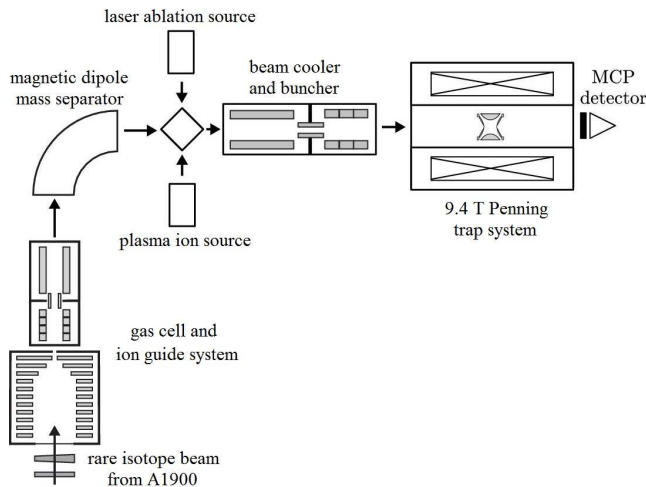 laser ablation source
magnetic dipole
mass separator
beam cooler
and buncher
MCP
detector
plasma ion source
9.4 T Penning
trap system
gas cell and
ion guide system
rare isotope beam
from A1900